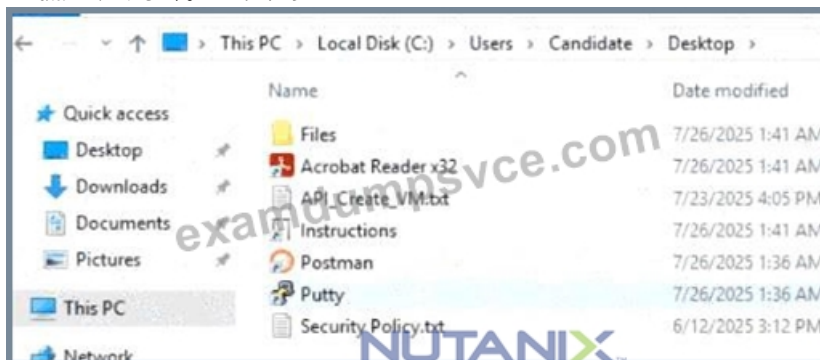 This PC > Local Disk (C:) > Users > Candidate > Desktop >
Name Date modified
Quick access
Desktop
Downloads
Documents
Pictures
This PC
Network
Files 7/26/2025 1:41 AM
Acrobat Reader x32 7/26/2025 1:41 AM
API_Create_VM.txt 7/23/2025 4:05 PM
Instructions 7/26/2025 1:41 AM
Postman 7/26/2025 1:36 AM
Putty 7/26/2025 1:36 AM
Security Policy.txt 6/12/2025 3:12 PM
examdumpsvce.com
NUTANIX